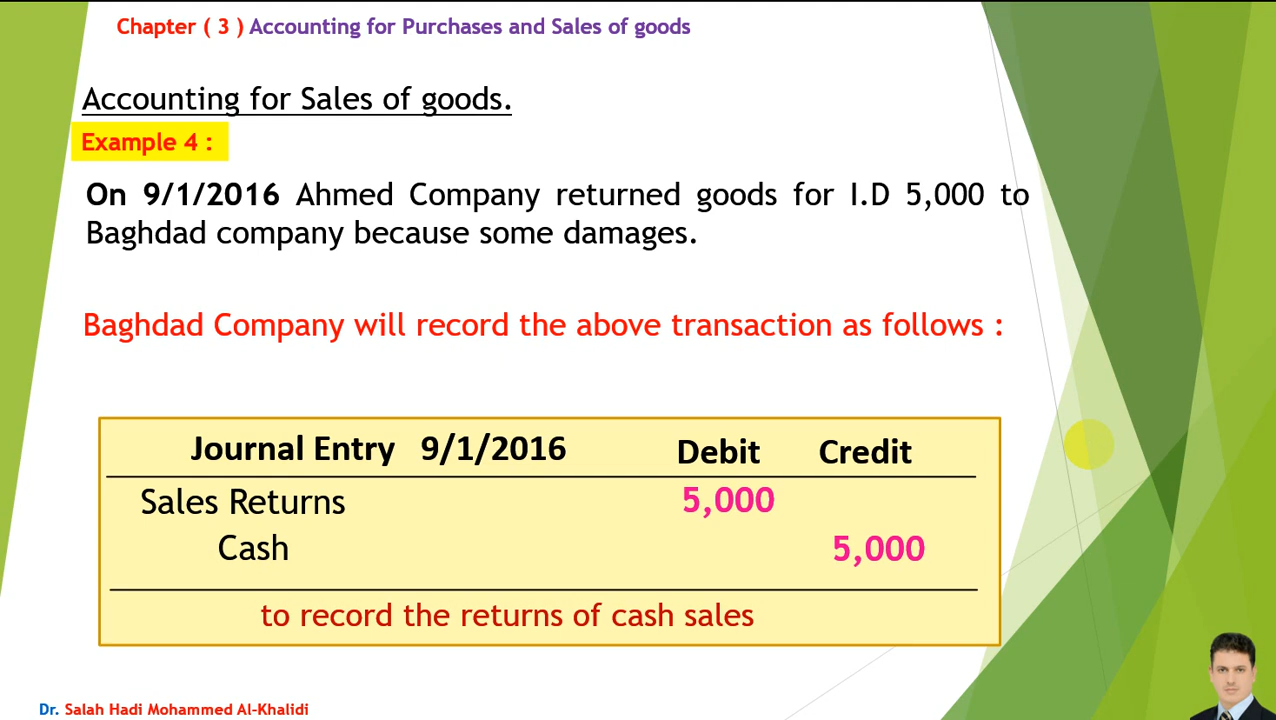 Chapter ( 3 ) Accounting for Purchases and Sales of goods
Accounting for Sales of goods.
Example 4 :
On 9/1/2016 Ahmed Company returned goods for I.D 5,000 to
Baghdad company because some damages.
Baghdad Company will record the above transaction as follows :
Journal Entry 9/1/2016 Debit Credit
Sales Returns 5,000
Cash 5,000
to record the returns of cash sales
Dr. Salah Hadi Mohammed Al-Khalidi